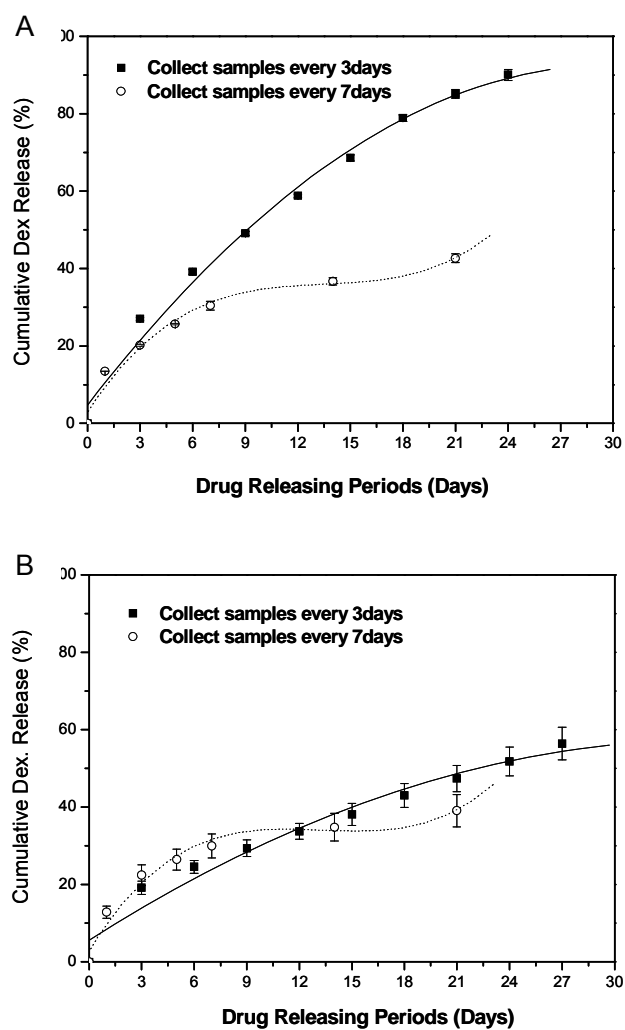 A
00
Collect samples every 3days
Collect samples every 7days
80
60
40
20
0
Cumulative Dex Release (%)
0 3 6 9 12 15 18 21 24 27 30
Drug Releasing Periods (Days)
B
00
Collect samples every 3days
Collect samples every 7days
80
60
40
20
0
Cumulative Dex. Release (%)
0 3 6 9 12 15 18 21 24 27 30
Drug Releasing Periods (Days)